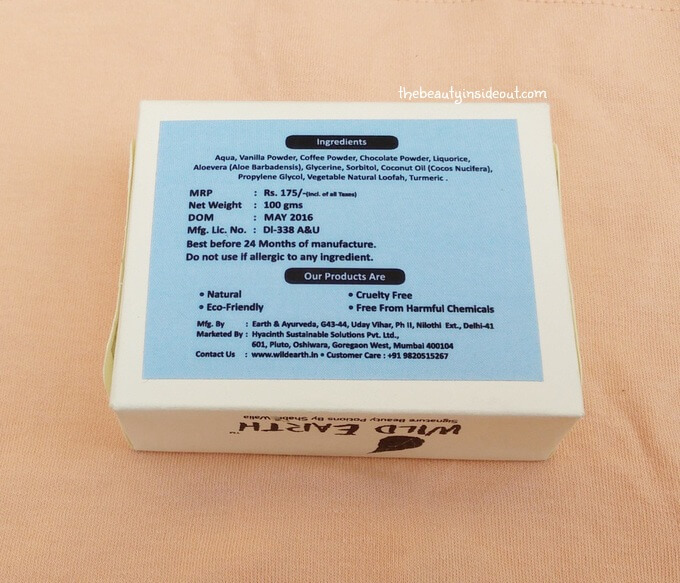 thebeautyinsideout.com
Ingredients
Aqua, Vanilla Powder, Coffee Powder, Chocolate Powder, Liquorice,
Aloevera (Aloe Barbadensis), Glycerine, Sorbitol, Coconut Oil (Cocos Nucifera),
Propylene Glycol, Vegetable Natural Loofah, Turmeric .
MRP : Rs. 175/-(Incl. of all Taxes)
Net Weight : 100 gms
DOM : MAY 2016
Mfg. Lic. No. : Dl-338 A&U
Best before 24 Months of manufacture.
Do not use if allergic to any ingredient.
Our Products Are
• Natural • Cruelty Free
• Eco-Friendly • Free From Harmful Chemicals
Mfg. By : Earth & Ayurveda, G43-44, Uday Vihar, Ph II, Nilothi Ext., Delhi-41
Marketed By : Hyacinth Sustainable Solutions Pvt. Ltd.,
601, Pluto, Oshiwara, Goregaon West, Mumbai 400104
Contact Us : www.wildearth.in • Customer Care : +91 9820515267
WILD EARTH™
Signature Beauty Potions By Shabs Walia